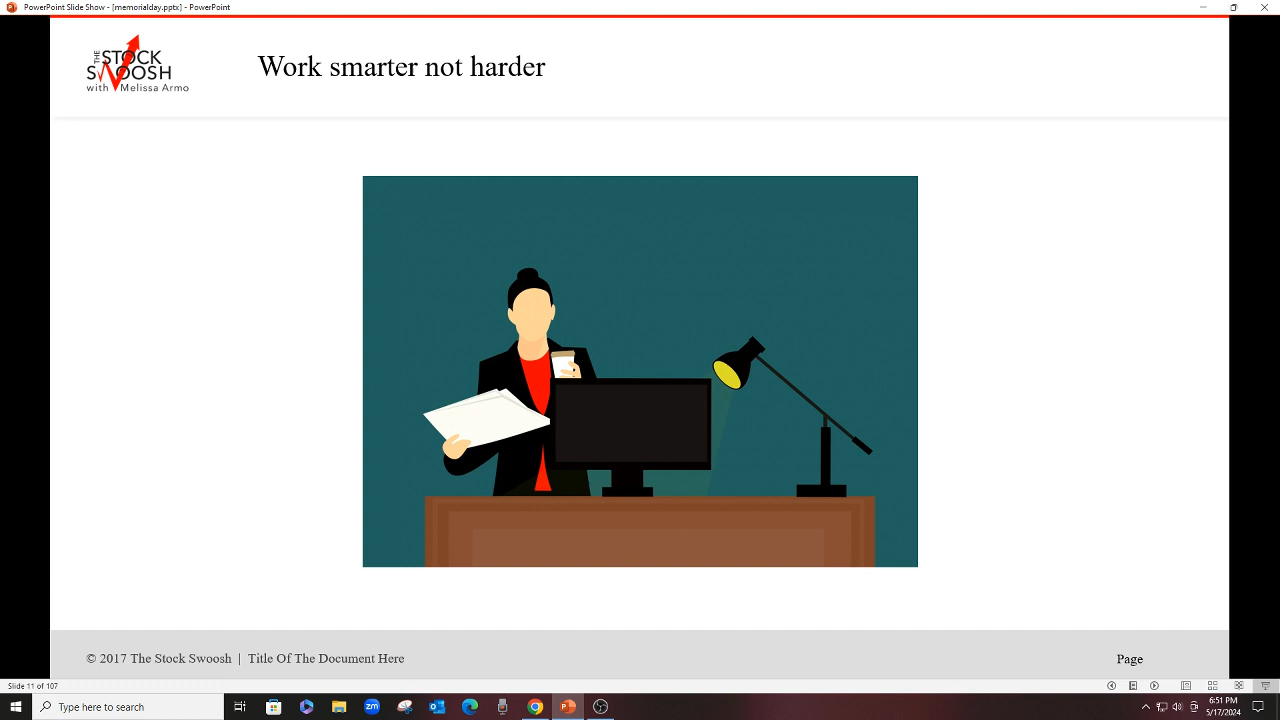 PowerPoint Slide Show - [memorialday.pptx] - PowerPoint
THE STOCK
SWOOSH
with Melissa Armo
Work smarter not harder
© 2017 The Stock Swoosh | Title Of The Document Here
Page
Slide 11 of 107
Type here to search
zm
6:51 PM
5/17/2024